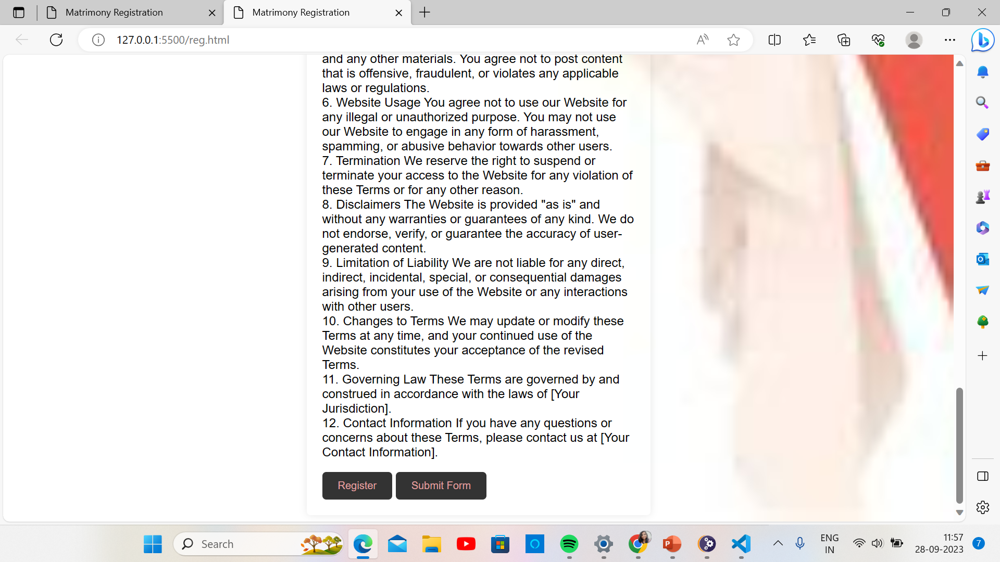 Matrimony Registration
Matrimony Registration
127.0.0.1:5500/reg.html
and any other materials. You agree not to post content
that is offensive, fraudulent, or violates any applicable
laws or regulations.
6. Website Usage You agree not to use our Website for
any illegal or unauthorized purpose. You may not use
our Website to engage in any form of harassment,
spamming, or abusive behavior towards other users.
7. Termination We reserve the right to suspend or
terminate your access to the Website for any violation of
these Terms or for any other reason.
8. Disclaimers The Website is provided "as is" and
without any warranties or guarantees of any kind. We do
not endorse, verify, or guarantee the accuracy of user-
generated content.
9. Limitation of Liability We are not liable for any direct,
indirect, incidental, special, or consequential damages
arising from your use of the Website or any interactions
with other users.
10. Changes to Terms We may update or modify these
Terms at any time, and your continued use of the
Website constitutes your acceptance of the revised
Terms.
11. Governing Law These Terms are governed by and
construed in accordance with the laws of [Your
Jurisdiction].
12. Contact Information If you have any questions or
concerns about these Terms, please contact us at [Your
Contact Information].
Register Submit Form
Search
ENG
IN
11:57
28-09-2023
7